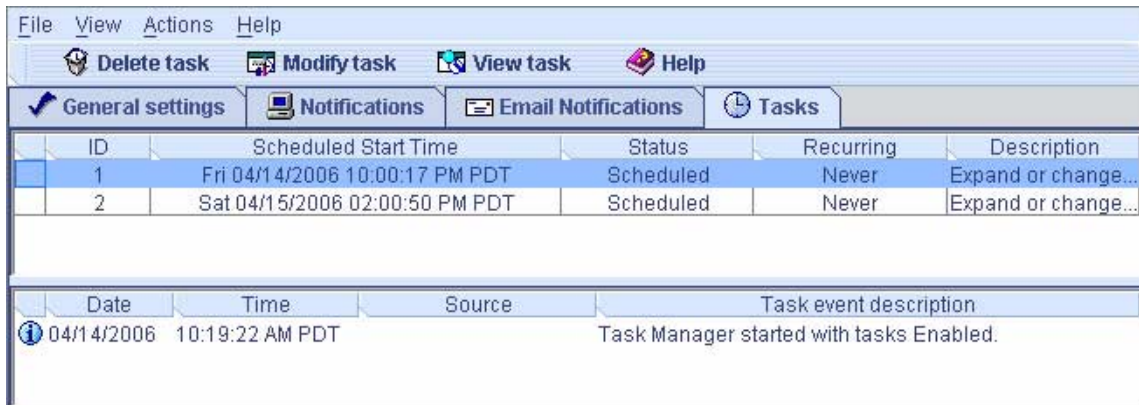 File View Actions Help
Delete task Modify task View task Help
General settings Notifications Email Notifications Tasks
ID Scheduled Start Time Status Recurring Description
1 Fri 04/14/2006 10:00:17 PM PDT Scheduled Never Expand or change...
2 Sat 04/15/2006 02:00:50 PM PDT Scheduled Never Expand or change...
Date Time Source Task event description
04/14/2006 10:19:22 AM PDT Task Manager started with tasks Enabled.